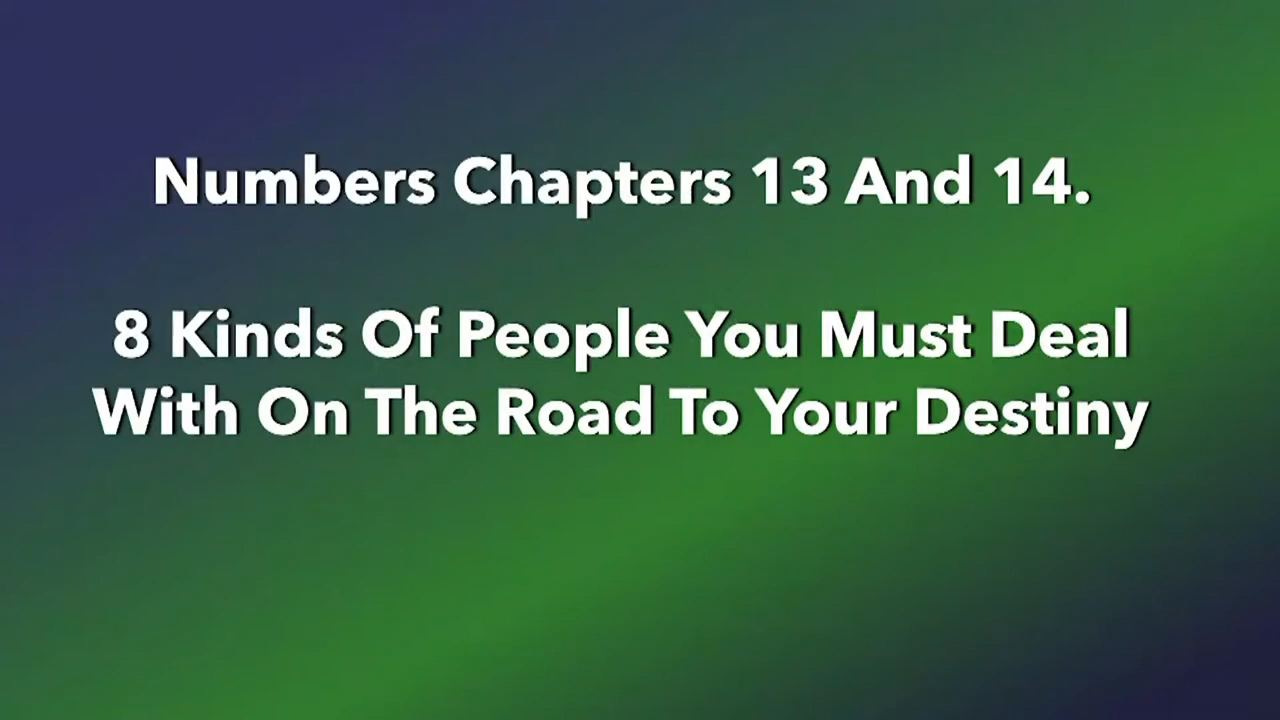 Numbers Chapters 13 And 14.
8 Kinds Of People You Must Deal
With On The Road To Your Destiny